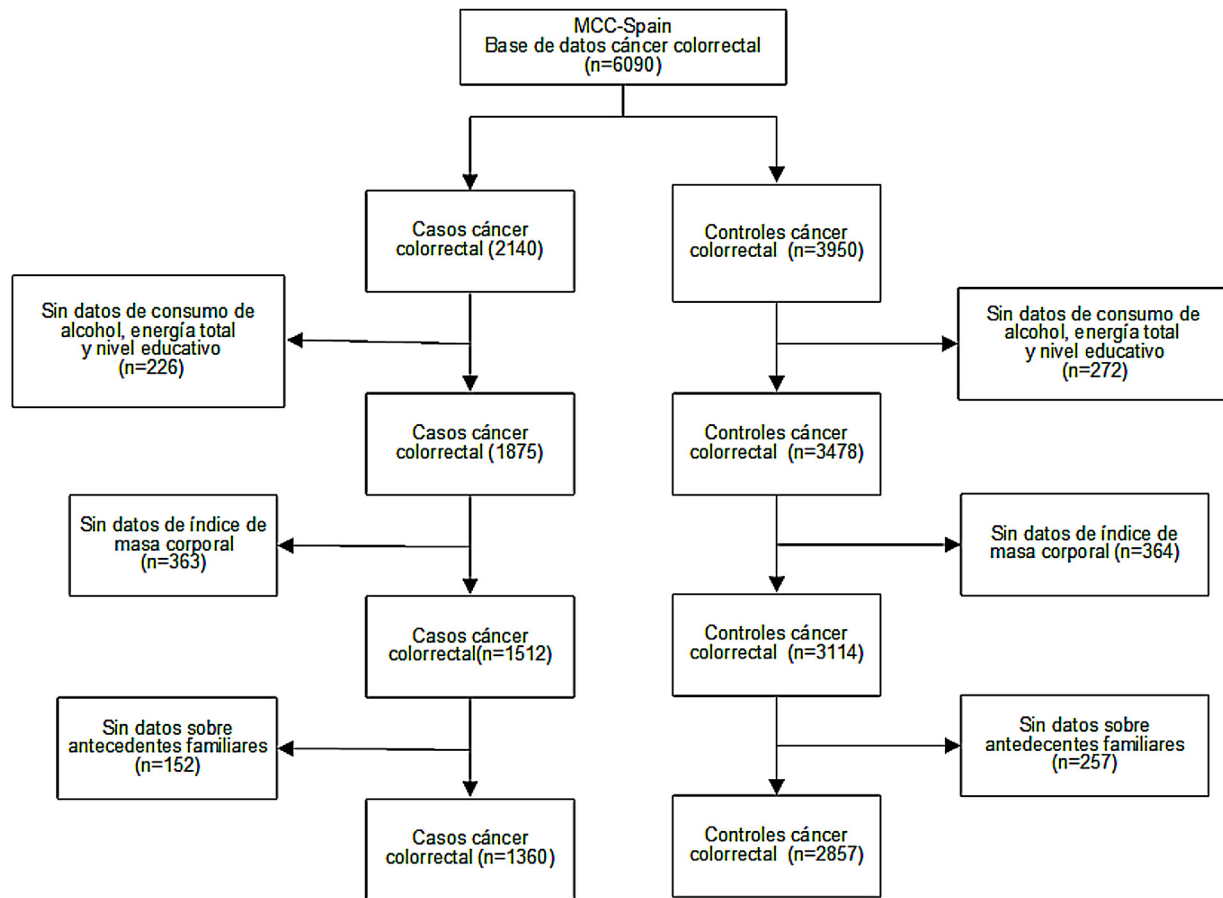 MCC-Spain
Base de datos cáncer colorrectal
(n=6090)
Casos cáncer
colorrectal (2140)
Controles cáncer
colorrectal (n=3950)
Sin datos de consumo de
alcohol, energía total
y nivel educativo
(n=226)
Sin datos de consumo de
alcohol, energía total
y nivel educativo
(n=272)
Casos cáncer
colorrectal (1875)
Controles cáncer
colorrectal (n=3478)
Sin datos de índice de
masa corporal
(n=363)
Sin datos de índice de
masa corporal (n=364)
Casos cáncer
colorrectal(n=1512)
Controles cáncer
colorrectal (n=3114)
Sin datos sobre
antecedentes familiares
(n=152)
Sin datos sobre
antedecentes familiares
(n=257)
Casos cáncer
colorrectal (n=1360)
Controles cáncer
colorrectal (n=2857)